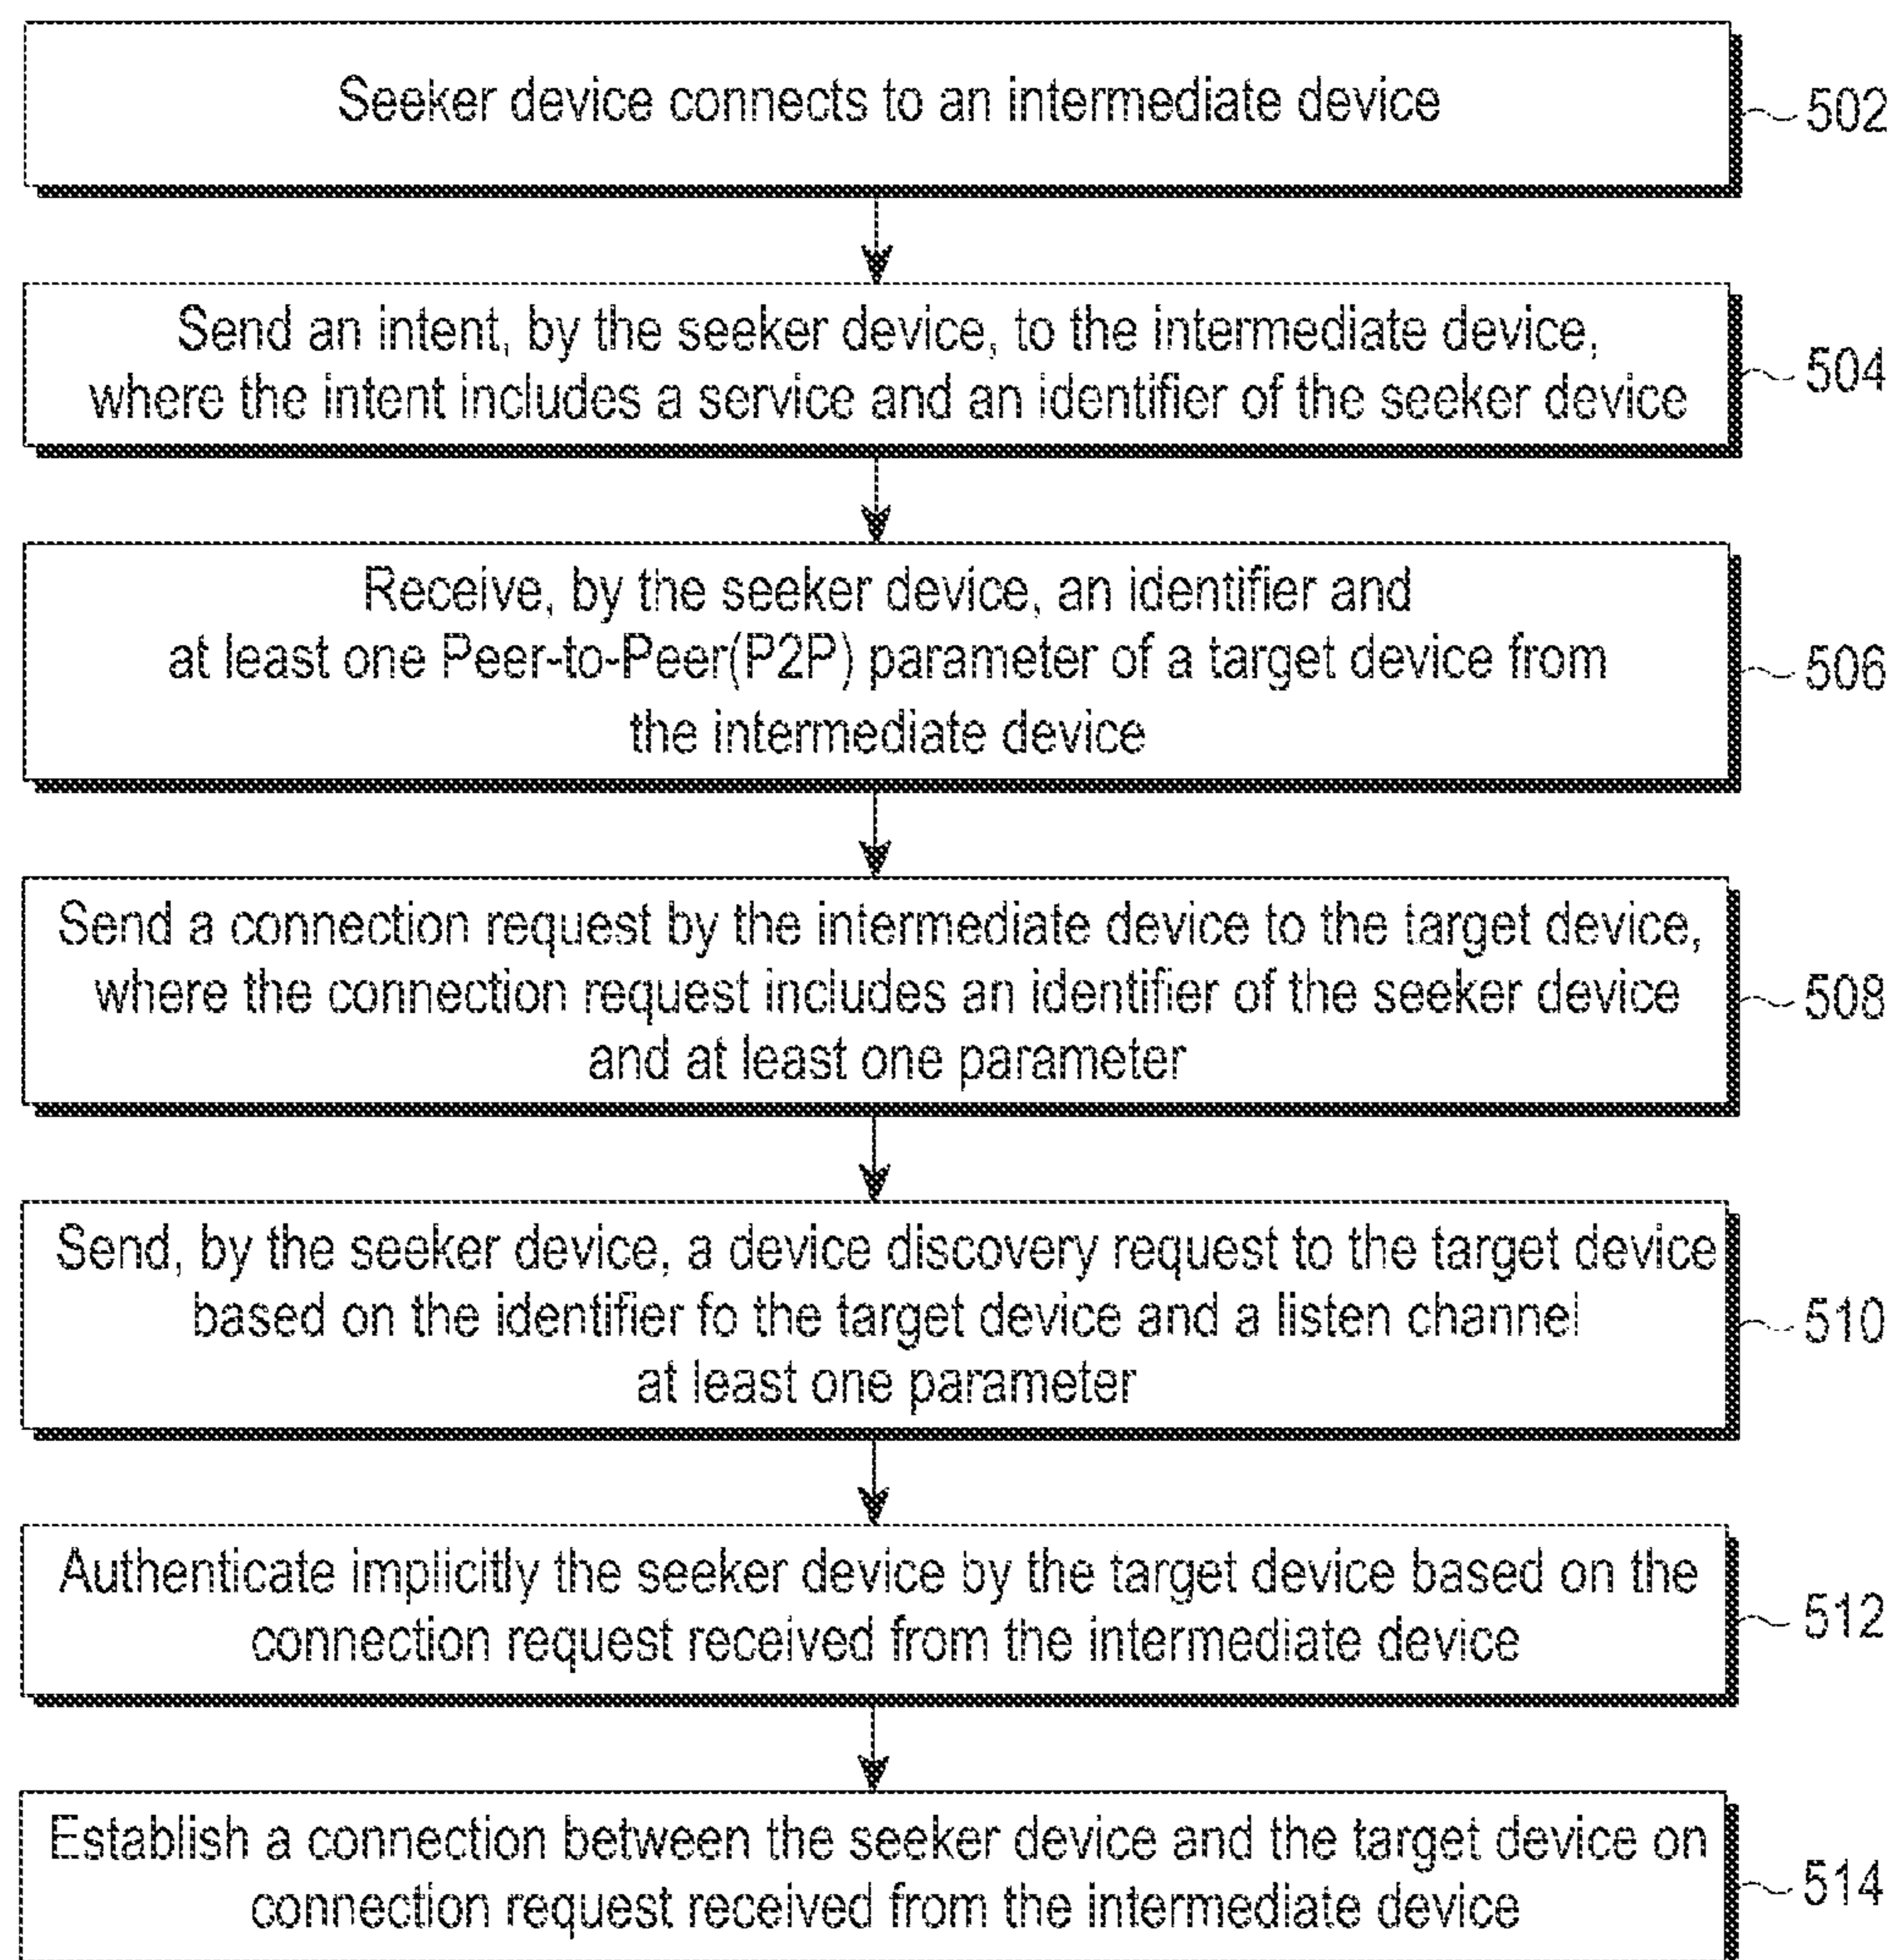 Seeker device connects to an intermediate device
502
Send an intent, by the seeker device, to the intermediate device,
where the intent includes a service and an identifier of the seeker device
504
Receive, by the seeker device, an identifier and
at least one Peer-to-Peer(P2P) parameter of a target device from
the intermediate device
506
Send a connection request by the intermediate device to the target device,
where the connection request includes an identifier of the seeker device
and at least one parameter
508
Send, by the seeker device, a device discovery request to the target device
based on the identifier fo the target device and a listen channel
at least one parameter
510
Authenticate implicitly the seeker device by the target device based on the
connection request received from the intermediate device
512
Establish a connection between the seeker device and the target device on
connection request received from the intermediate device
514